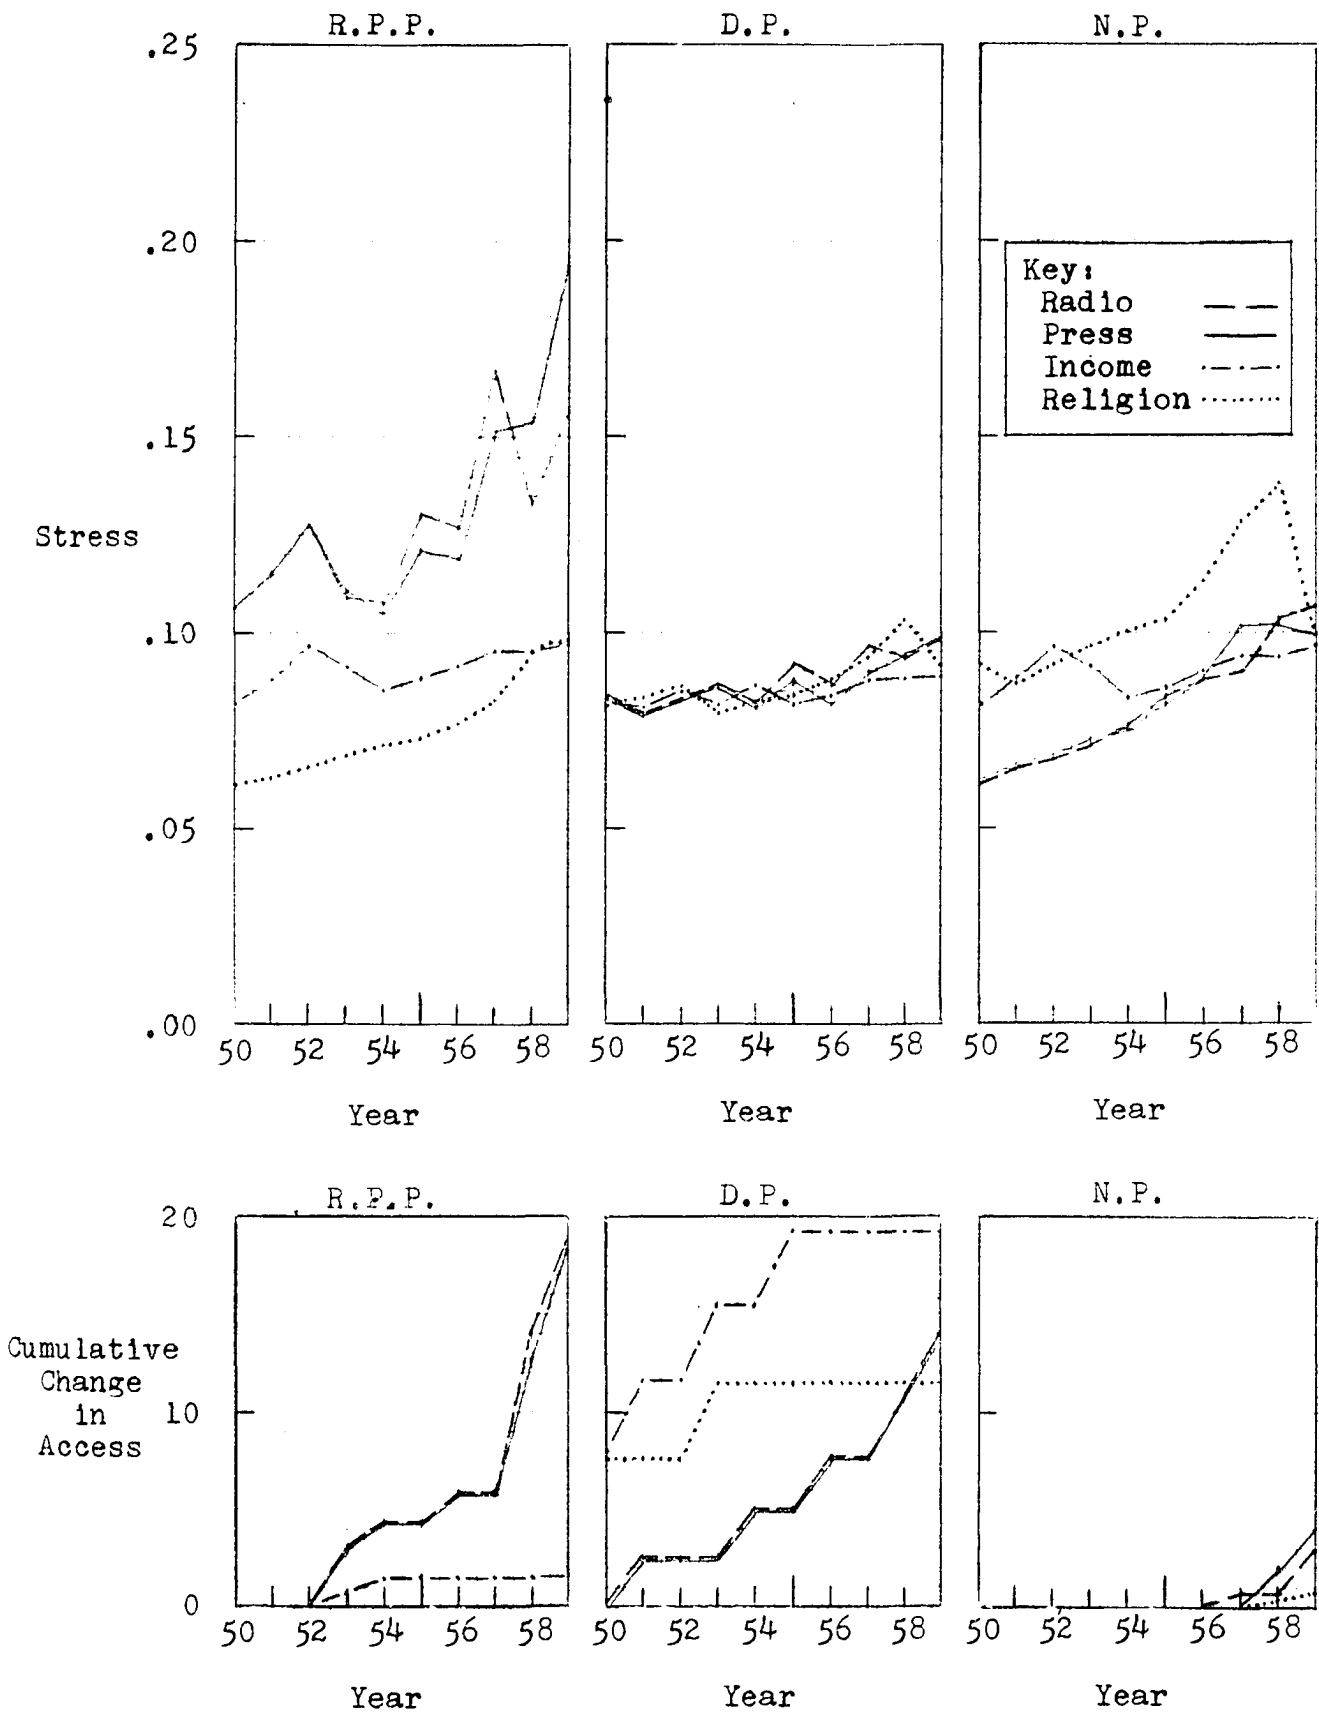 R.P.P. D.P. N.P.
.25
.20
.15
.10
.05
.00
Stress
Key:
Radio
Press
Income
Religion
50 52 54 56 58 50 52 54 56 58 50 52 54 56 58
Year Year Year
R.P.P. D.P. N.P.
20
10
0
Cumulative
Change
in
Access
50 52 54 56 58 50 52 54 56 58 50 52 54 56 58
Year Year Year